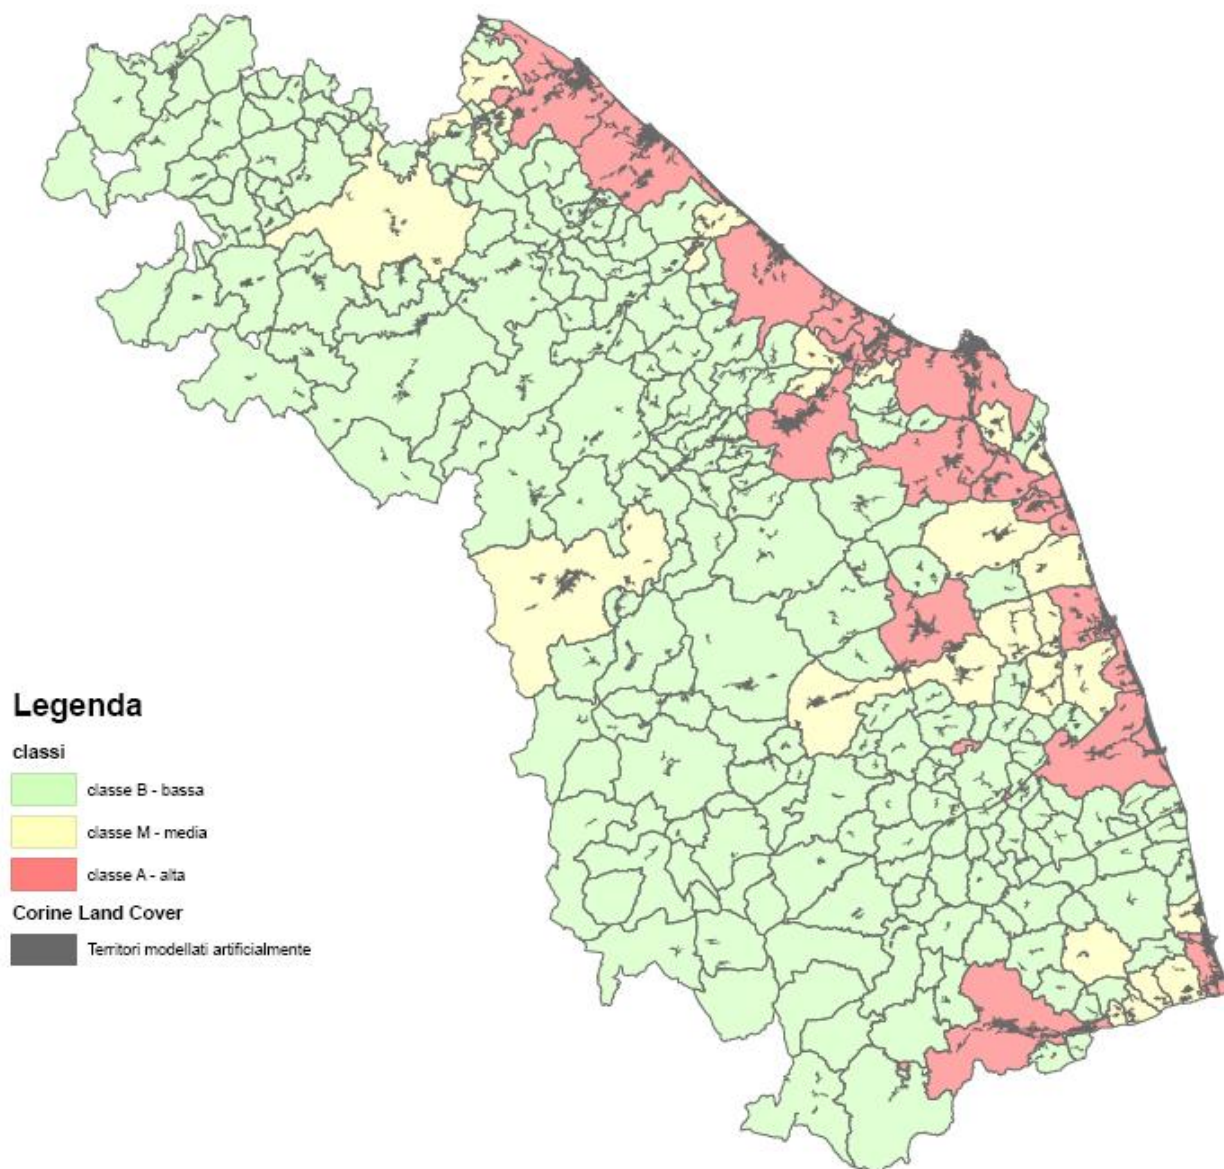 Legenda
classi
classe B - bassa
classe M - media
classe A - alta
Corine Land Cover
Territori modellati artificialmente